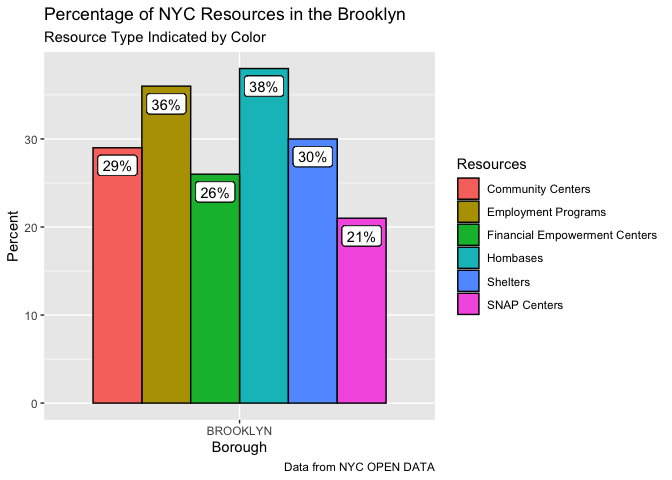 Percentage of NYC Resources in the Brooklyn
Resource Type Indicated by Color
Percent
30
20
10
0
29%
36%
26%
38%
30%
21%
BROOKLYN
Borough
Data from NYC OPEN DATA
Resources
Community Centers
Employment Programs
Financial Empowerment Centers
Hombases
Shelters
SNAP Centers